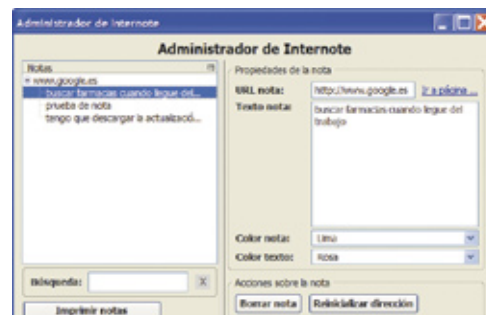 Administrador de Internote
Administrador de Internote
Notas
www.google.es
buscar farmacias cuando llegue del...
prueba de nota
tengo que descargar la actualizació...
Búsqueda:
X
Imprimir notas
Propiedades de la nota
URL nota:
http://www.google.es
Ir a página ...
Texto nota:
buscar farmacias cuando llegue del
trabajo
Color nota:
Lima
Color texto:
Rosa
Acciones sobre la nota
Borrar nota
Reinicializar dirección